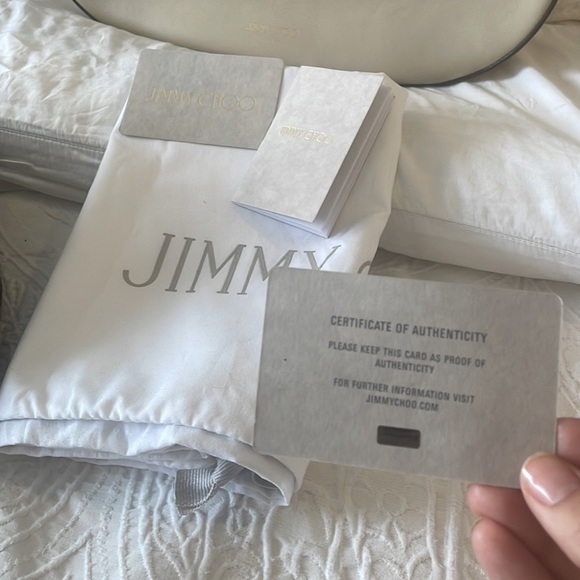 JIMMY CHOO
JIMMY CHOO
JIMMY
CERTIFICATE OF AUTHENTICITY
PLEASE KEEP THIS CARD AS PROOF OF
AUTHENTICITY
FOR FURTHER INFORMATION VISIT
JIMMYCHOO.COM